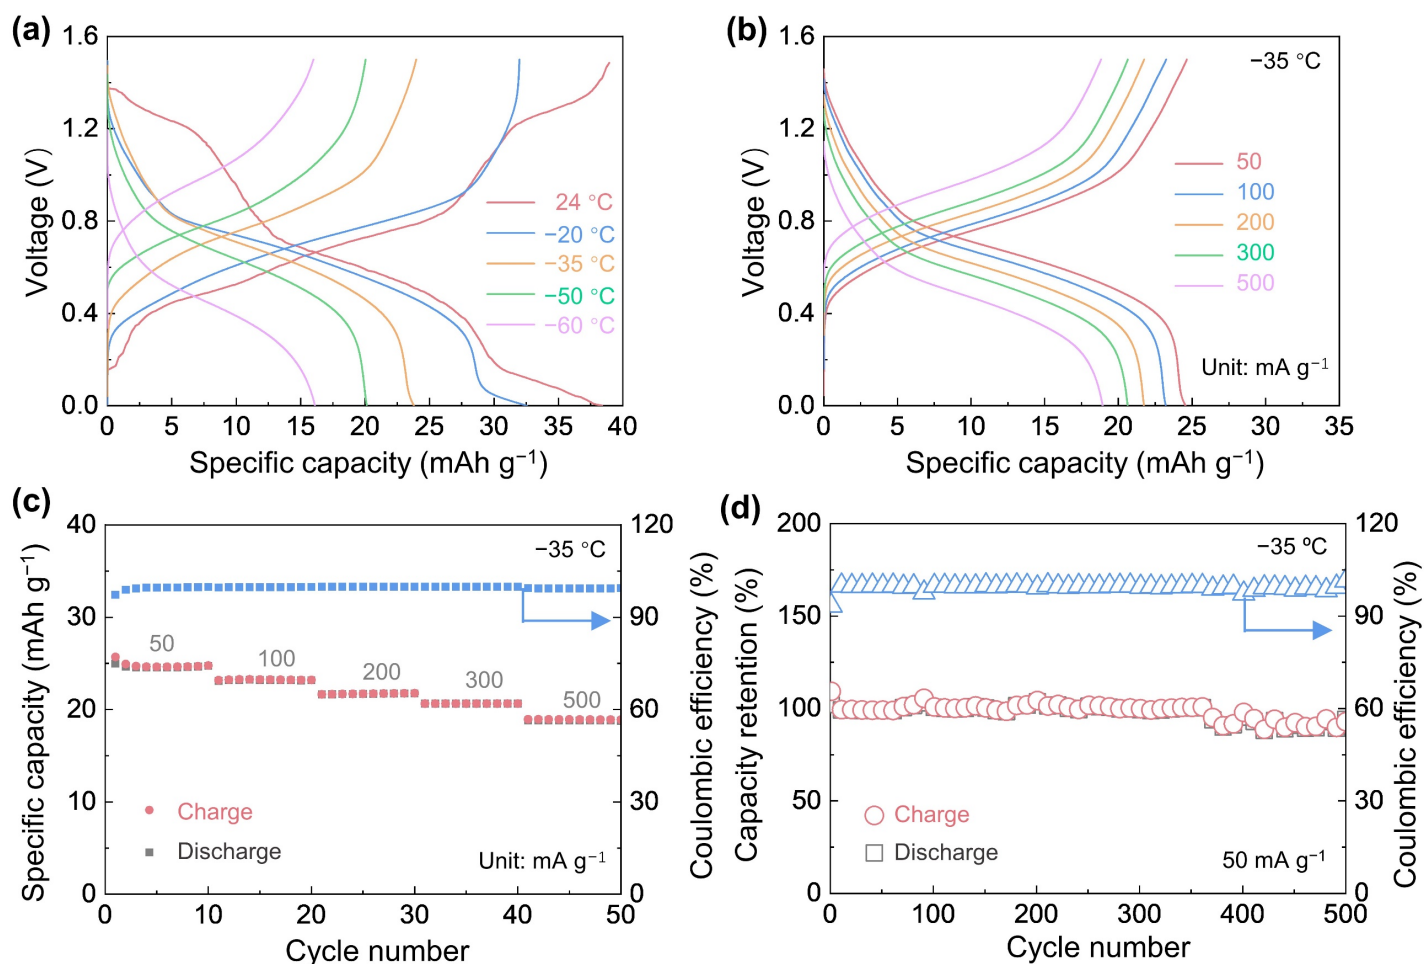 (a)
1.6
1.2
0.8
0.4
0.0
Voltage (V)
24 °C
−20 °C
−35 °C
−50 °C
−60 °C
0 5 10 15 20 25 30 35 40
Specific capacity (mAh g⁻¹)
(b)
1.6
1.2
0.8
0.4
0.0
Voltage (V)
−35 °C
50
100
200
300
500
Unit: mA g⁻¹
0 5 10 15 20 25 30 35
Specific capacity (mAh g⁻¹)
(c)
40
30
20
10
0
Specific capacity (mAh g⁻¹)
−35 °C
50
100
200
300
500
Charge
Discharge
Unit: mA g⁻¹
120
90
60
30
0
Coulombic efficiency (%)
0 10 20 30 40 50
Cycle number
(d)
200
150
100
50
0
Capacity retention (%)
−35 ºC
Charge
Discharge
50 mA g⁻¹
120
90
60
30
0
Coulombic efficiency (%)
0 100 200 300 400 500
Cycle number